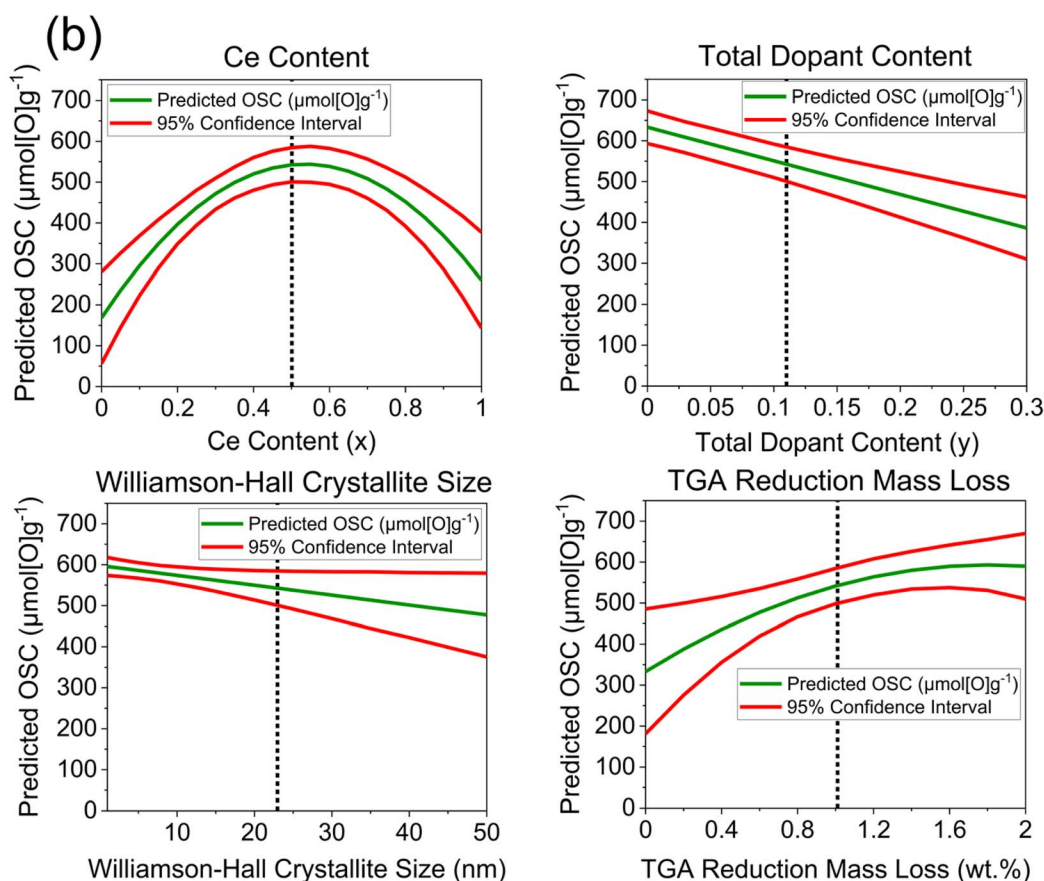 (b)
Ce Content
Predicted OSC (µmol[O]g⁻¹)
700
600
500
400
300
200
100
0
Predicted OSC (µmol[O]g⁻¹)
95% Confidence Interval
0 0.2 0.4 0.6 0.8 1
Ce Content (x)
Total Dopant Content
Predicted OSC (µmol[O]g⁻¹)
700
600
500
400
300
200
100
0
Predicted OSC (µmol[O]g⁻¹)
95% Confidence Interval
0 0.05 0.1 0.15 0.2 0.25 0.3
Total Dopant Content (y)
Williamson-Hall Crystallite Size
Predicted OSC (µmol[O]g⁻¹)
700
600
500
400
300
200
100
0
Predicted OSC (µmol[O]g⁻¹)
95% Confidence Interval
10 20 30 40 50
Williamson-Hall Crystallite Size (nm)
TGA Reduction Mass Loss
Predicted OSC (µmol[O]g⁻¹)
700
600
500
400
300
200
100
0
Predicted OSC (µmol[O]g⁻¹)
95% Confidence Interval
0 0.4 0.8 1.2 1.6 2
TGA Reduction Mass Loss (wt.%)